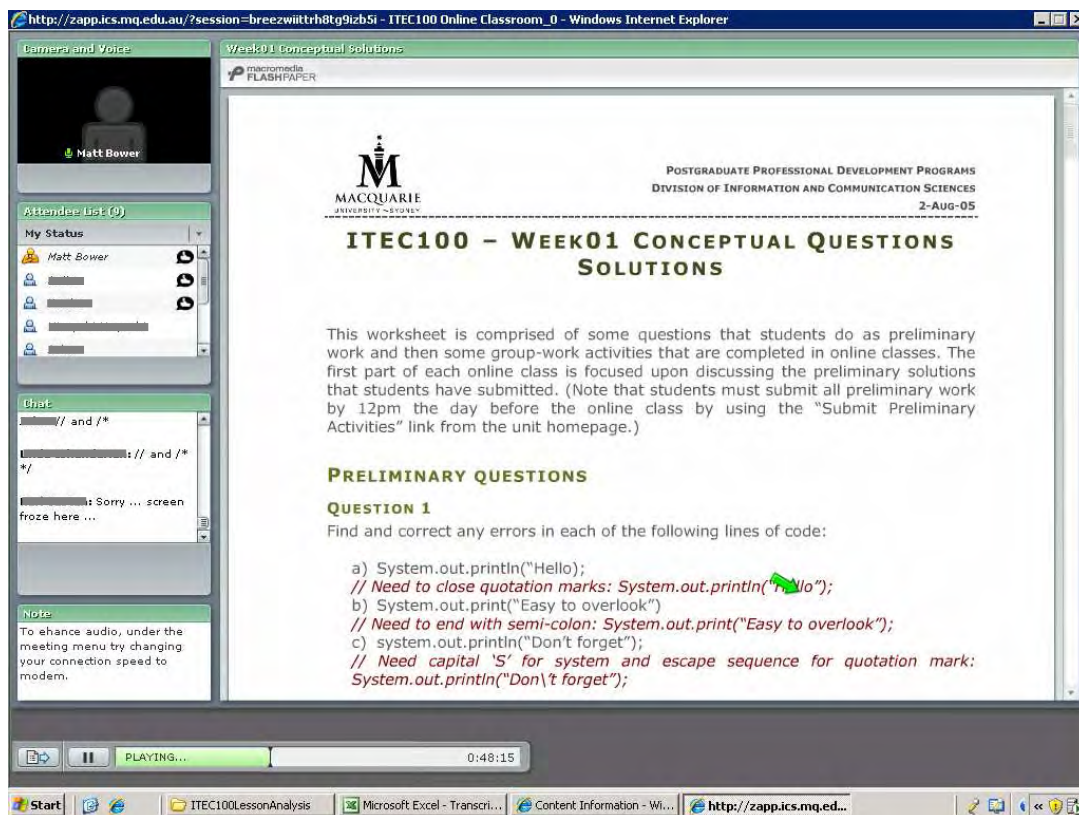 http://zapp.ics.mq.edu.au/?session=breezwiittrh8tg9izb5i - ITEC100 Online Classroom_0 - Windows Internet Explorer
Camera and Voice
Matt Bower
Attendee List (9)
My Status
Matt Bower
Chat
// and /*
: // and /*
*/
: Sorry ... screen
froze here ...
Note
To ehance audio, under the
meeting menu try changing
your connection speed to
modem.
Week01 Conceptual Solutions
macromedia
FLASHPAPER
MACQUARIE
UNIVERSITY ~ SYDNEY
POSTGRADUATE PROFESSIONAL DEVELOPMENT PROGRAMS
DIVISION OF INFORMATION AND COMMUNICATION SCIENCES
2-AUG-05
ITEC100 – WEEK01 CONCEPTUAL QUESTIONS
SOLUTIONS
This worksheet is comprised of some questions that students do as preliminary
work and then some group-work activities that are completed in online classes. The
first part of each online class is focused upon discussing the preliminary solutions
that students have submitted. (Note that students must submit all preliminary work
by 12pm the day before the online class by using the “Submit Preliminary
Activities” link from the unit homepage.)
PRELIMINARY QUESTIONS
QUESTION 1
Find and correct any errors in each of the following lines of code:
a) System.out.println(“Hello);
// Need to close quotation marks: System.out.println(“Hello”);
b) System.out.print(“Easy to overlook”)
// Need to end with semi-colon: System.out.print(“Easy to overlook”);
c) system.out.println(“Don’t forget”);
// Need capital ‘S’ for system and escape sequence for quotation mark:
System.out.println(“Don\’t forget”);
PLAYING...
0:48:15
Start
ITEC100LessonAnalysis
Microsoft Excel - Transcri...
Content Information - Wi...
http://zapp.ics.mq.ed...